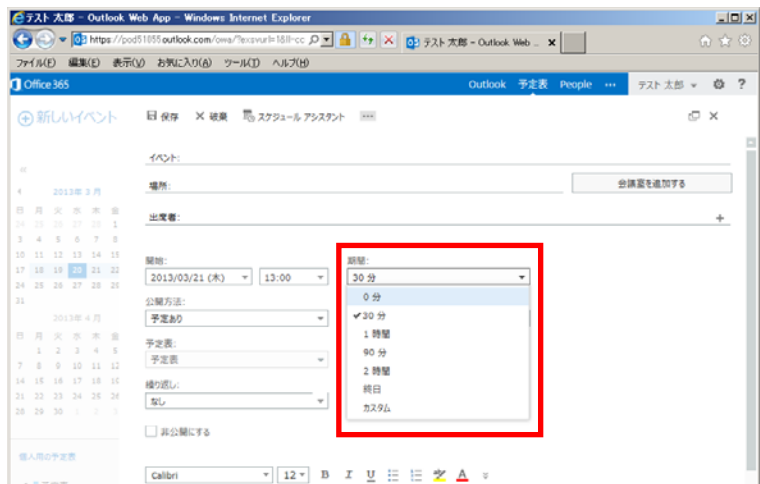 テスト 太郎 - Outlook Web App - Windows Internet Explorer
https://pod51055.outlook.com/owa/ テスト 太郎 - Outlook Web ...
ファイル(F) 編集(E) 表示(V) お気に入り(A) ツール(T) ヘルプ(H)
Office 365 Outlook 予定表 People ••• テスト 太郎 ?
新しいイベント 保存 破棄 スケジュール アシスタント •••
イベント:
場所: 会議室を追加する
出席者: +
«
2013年 3月
日 月 火 水 木 金
24 25 26 27 28 1
3 4 5 6 7 8
10 11 12 13 14 15
17 18 19 20 21 22
24 25 26 27 28 29
31
2013年 4月
日 月 火 水 木 金
1 2 3 4 5
7 8 9 10 11 12
14 15 16 17 18 19
21 22 23 24 25 26
28 29 30 1 2 3
個人用の予定表
開始: 期間:
2013/03/21 (木) 13:00 30 分
0 分
30 分
1 時間
90 分
2 時間
終日
カスタム
公開方法:
予定あり
予定表:
予定表
繰り返し:
なし
非公開にする
Calibri 12 B I U A